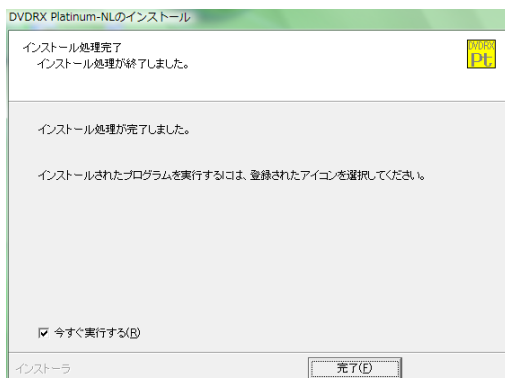 DVDRX Platinum-NLのインストール
インストール処理完了
インストール処理が終了しました。
DVDRX
Pt
インストール処理が完了しました。
インストールされたプログラムを実行するには、登録されたアイコンを選択してください。
今すぐ実行する(R)
インストーラ
完了(F)